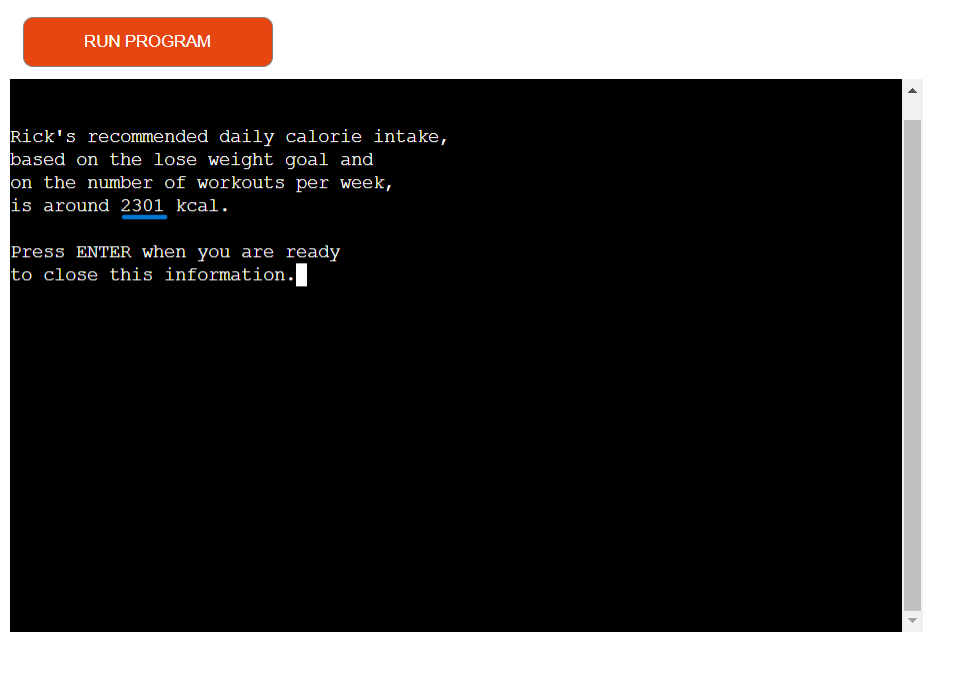 RUN PROGRAM
Rick's recommended daily calorie intake,
based on the lose weight goal and
on the number of workouts per week,
is around 2301 kcal.
Press ENTER when you are ready
to close this information.